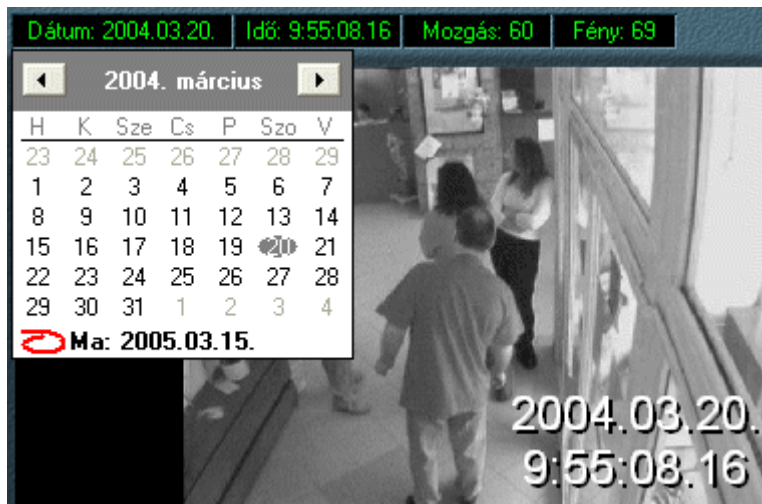 Dátum: 2004.03.20. Idő: 9:55:08.16 Mozgás: 60 Fény: 69
2004. március
H K Sze Cs P Szo V
23 24 25 26 27 28 29
1 2 3 4 5 6 7
8 9 10 11 12 13 14
15 16 17 18 19 20 21
22 23 24 25 26 27 28
29 30 31 1 2 3 4
Ma: 2005.03.15.
2004.03.20.
9:55:08.16